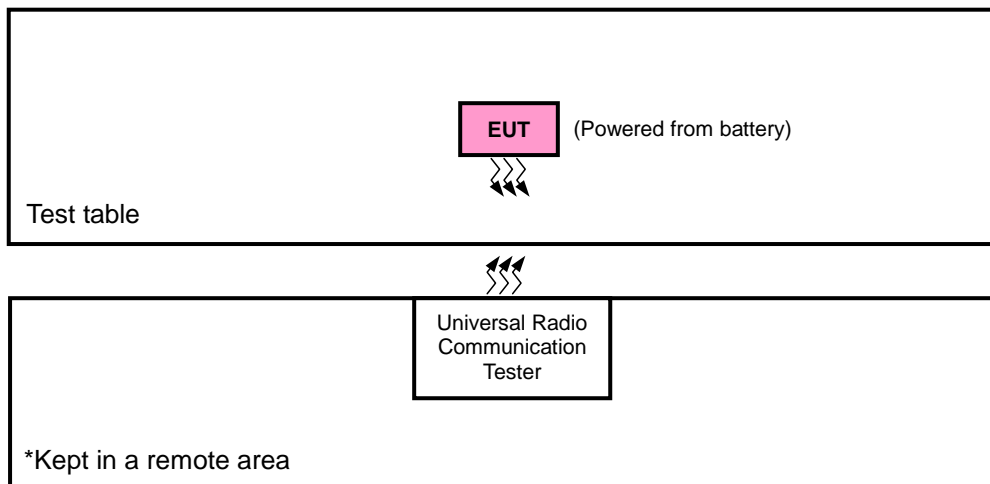 EUT
(Powered from battery)
Test table
Universal Radio
Communication
Tester
*Kept in a remote area